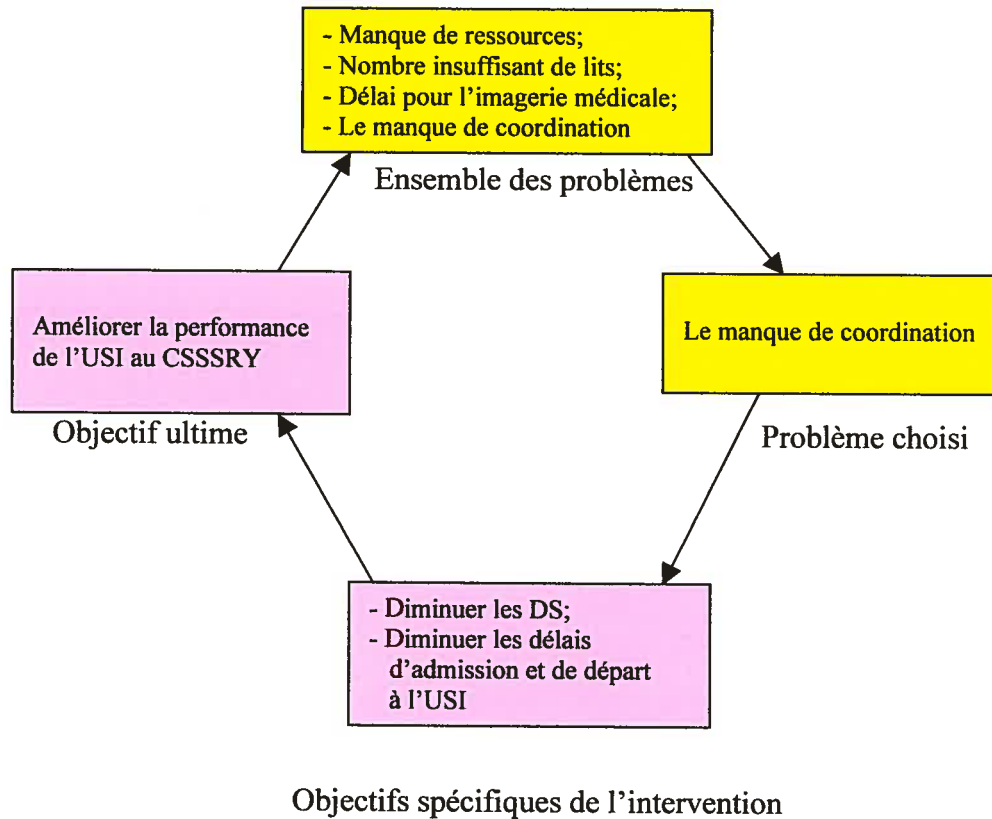 - Manque de ressources;
- Nombre insuffisant de lits;
- Délai pour l'imagerie médicale;
- Le manque de coordination
Ensemble des problèmes
Améliorer la performance
de l'USI au CSSSRY
Objectif ultime
Le manque de coordination
Problème choisi
- Diminuer les DS;
- Diminuer les délais
d'admission et de départ
à l'USI
Objectifs spécifiques de l'intervention